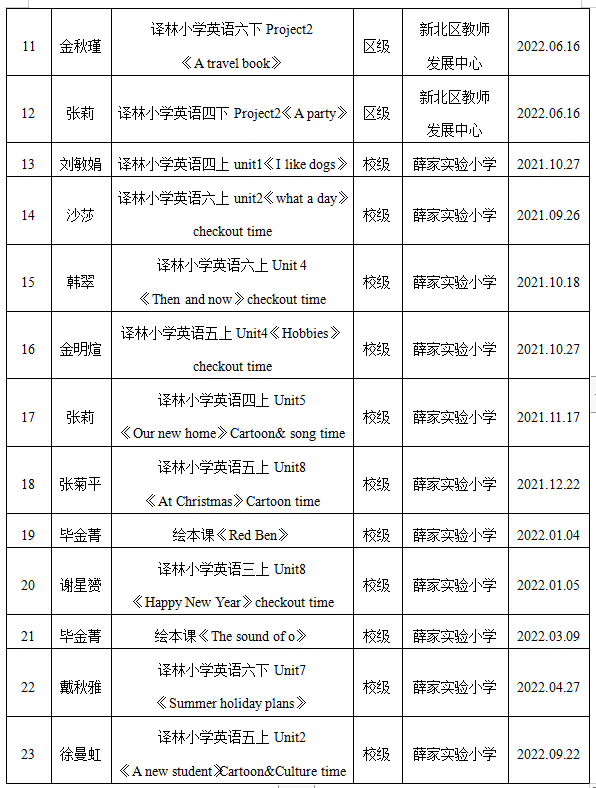 11 金秋瑾 译林小学英语六下 Project2 区级 新北区教师 2022.06.16
《A travel book》 发展中心
12 张莉 译林小学英语四下 Project2《A party》 区级 新北区教师 2022.06.16
发展中心
13 刘敏娟 译林小学英语四上 unit1《I like dogs》 校级 薛家实验小学 2021.10.27
14 沙莎 译林小学英语六上 unit2《what a day》 校级 薛家实验小学 2021.09.26
checkout time
15 韩翠 译林小学英语六上 Unit 4 校级 薛家实验小学 2021.10.18
《Then and now》checkout time
16 金明煊 译林小学英语五上 Unit4《Hobbies》 校级 薛家实验小学 2021.10.27
checkout time
17 张莉 译林小学英语四上 Unit5 校级 薛家实验小学 2021.11.17
《Our new home》Cartoon& song time
18 张菊平 译林小学英语五上 Unit8 校级 薛家实验小学 2021.12.22
《At Christmas》Cartoon time
19 毕金菁 绘本课《Red Ben》 校级 薛家实验小学 2022.01.04
20 谢星赟 译林小学英语三上 Unit8 校级 薛家实验小学 2022.01.05
《Happy New Year》checkout time
21 毕金菁 绘本课《The sound of o》 校级 薛家实验小学 2022.03.09
22 戴秋雅 译林小学英语六下 Unit7 校级 薛家实验小学 2022.04.27
《Summer holiday plans》
23 徐曼虹 译林小学英语五上 Unit2 校级 薛家实验小学 2022.09.22
《A new student》Cartoon&Culture time